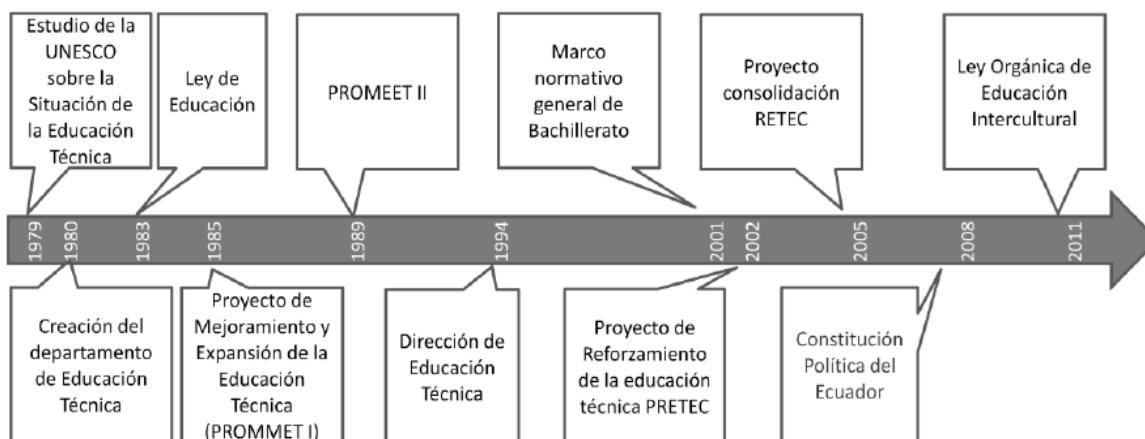 Estudio de la
UNESCO
sobre la
Situación de
la Educación
Técnica
Ley de
Educación
PROMEET II
Marco
normativo
general de
Bachillerato
Proyecto
consolidación
RETEC
Ley Orgánica de
Educación
Intercultural
1979
1980
1983
1985
1989
1994
2001
2002
2005
2008
2011
Creación del
departamento
de Educación
Técnica
Proyecto de
Mejoramiento y
Expansión de la
Educación
Técnica
(PROMMET I)
Dirección de
Educación
Técnica
Proyecto de
Reforzamiento
de la educación
técnica PRETEC
Constitución
Política del
Ecuador